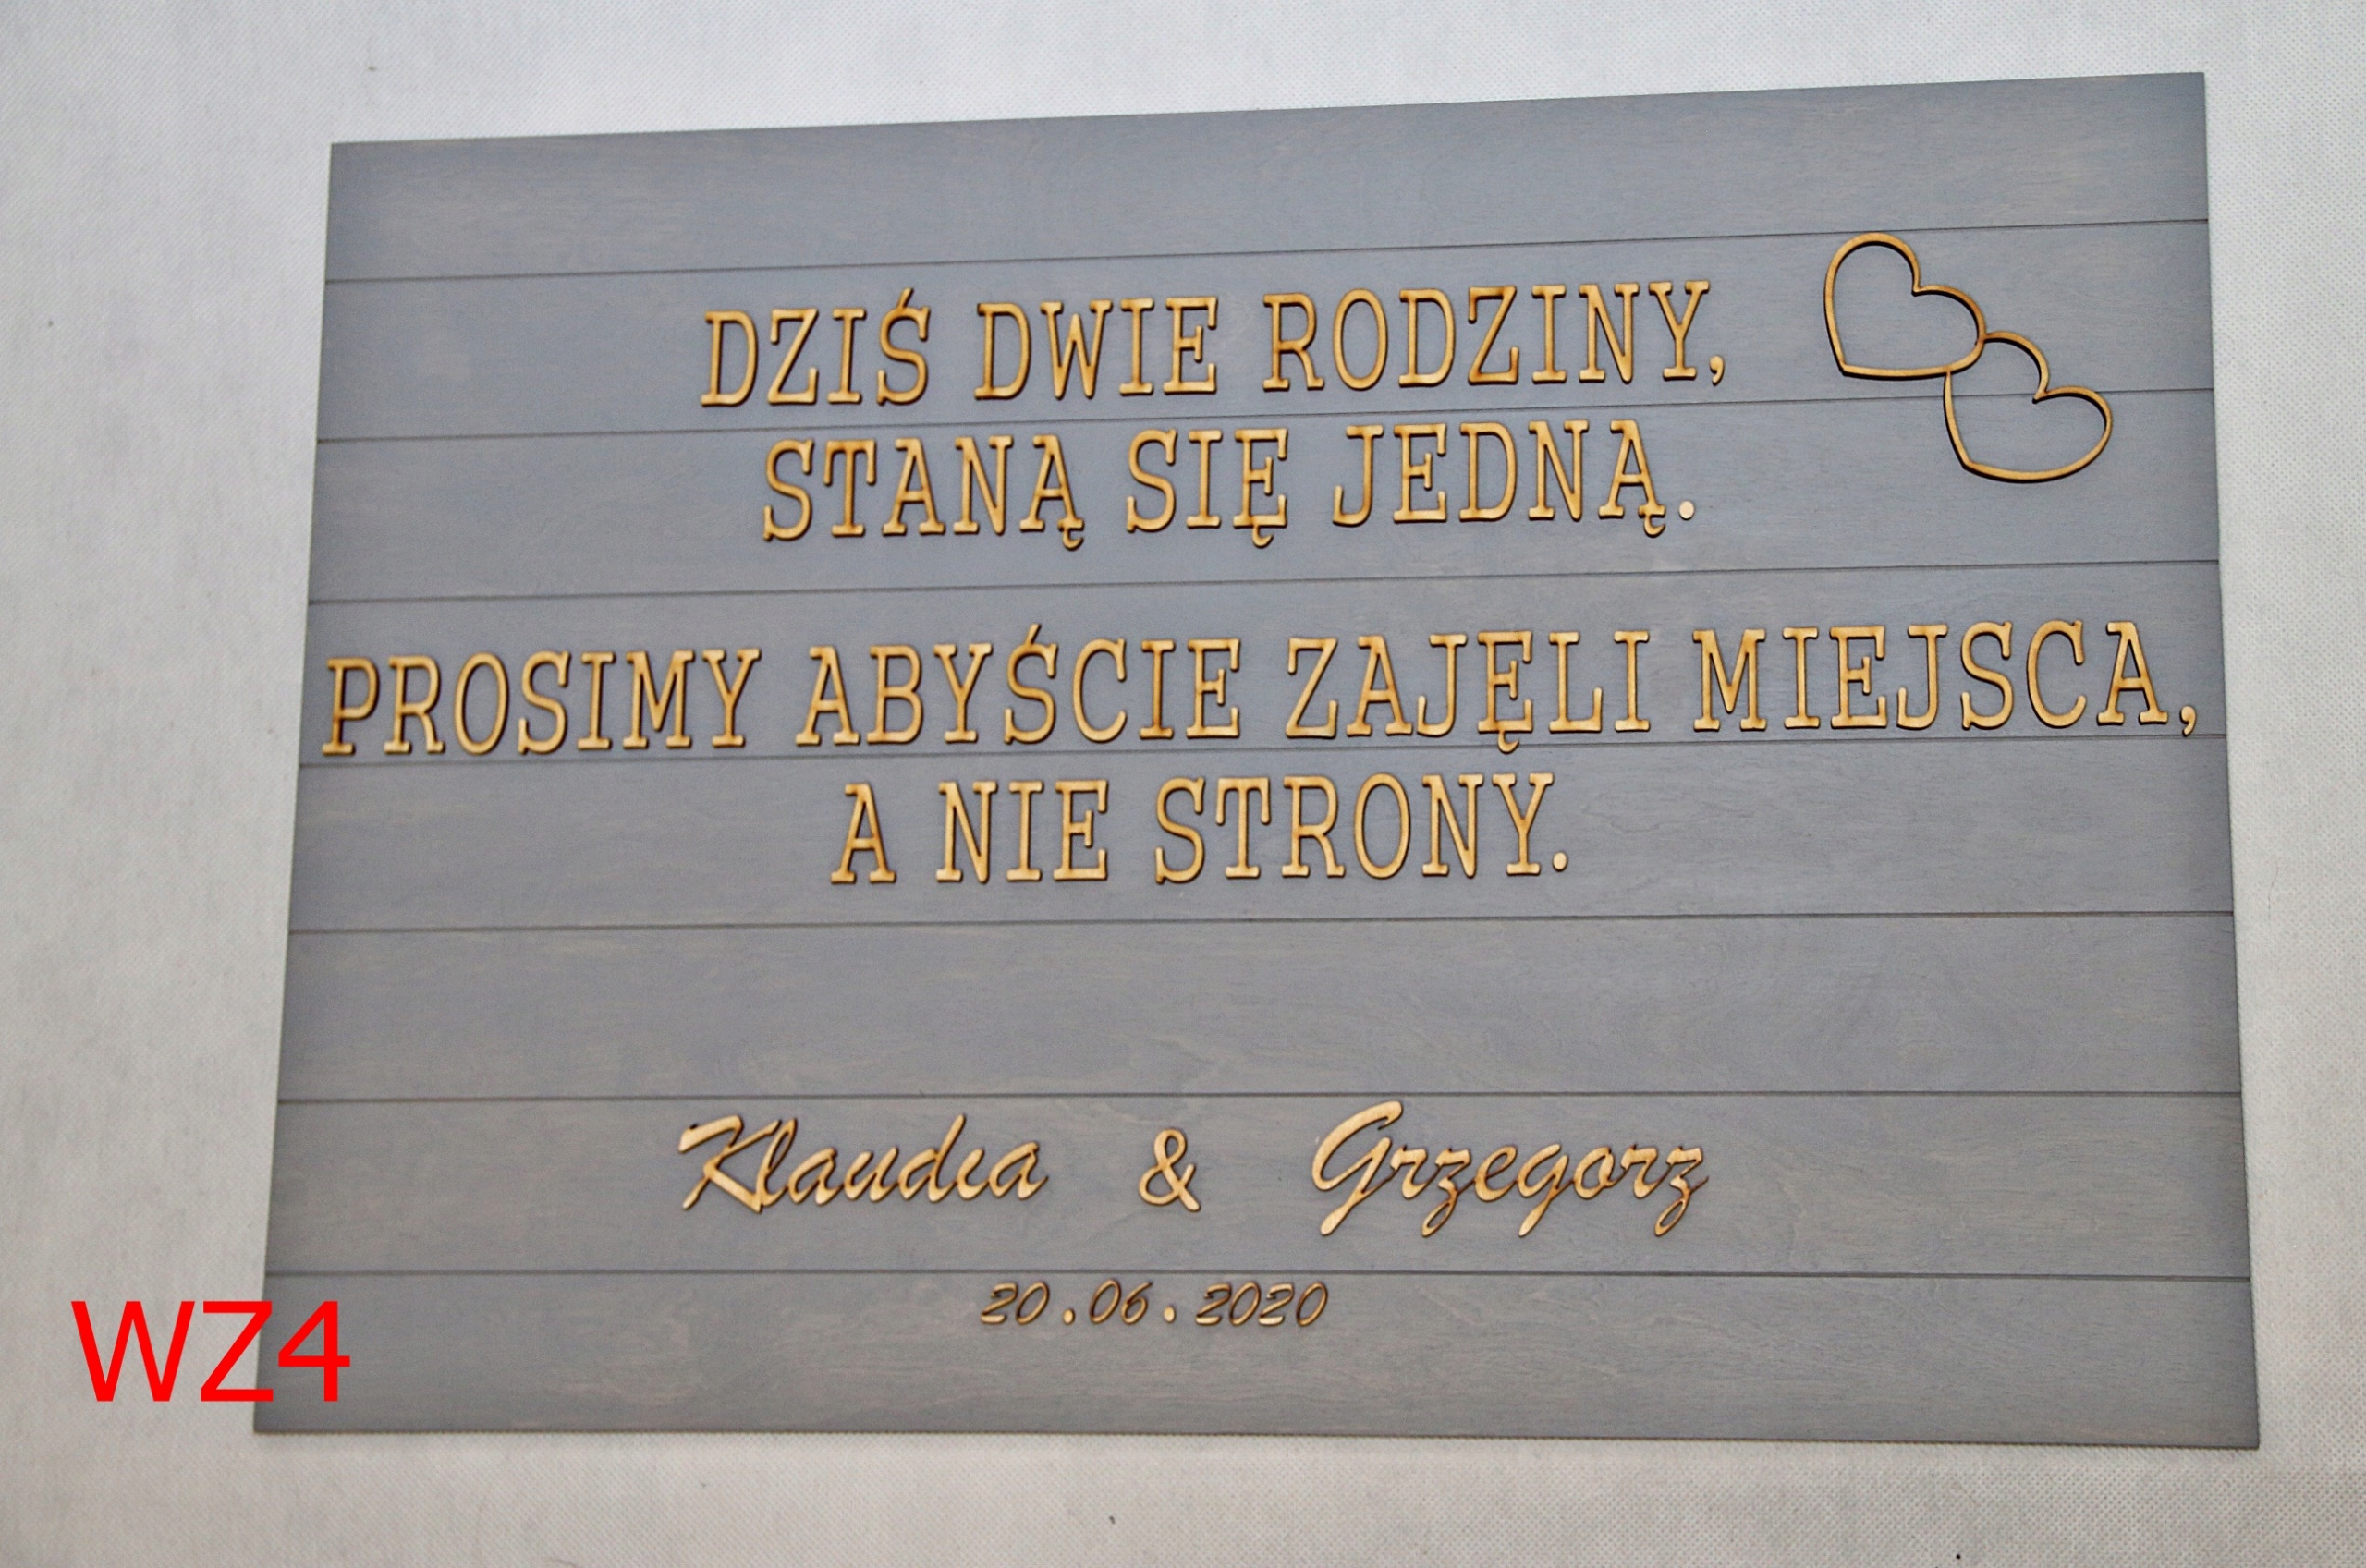 DZIŚ DWIE RODZINY,
STANĄ SIĘ JEDNĄ.
PROSIMY ABYŚCIE ZAJĘLI MIEJSCA,
A NIE STRONY.
Klaudia & Grzegorz
20.06.2020
WZ4